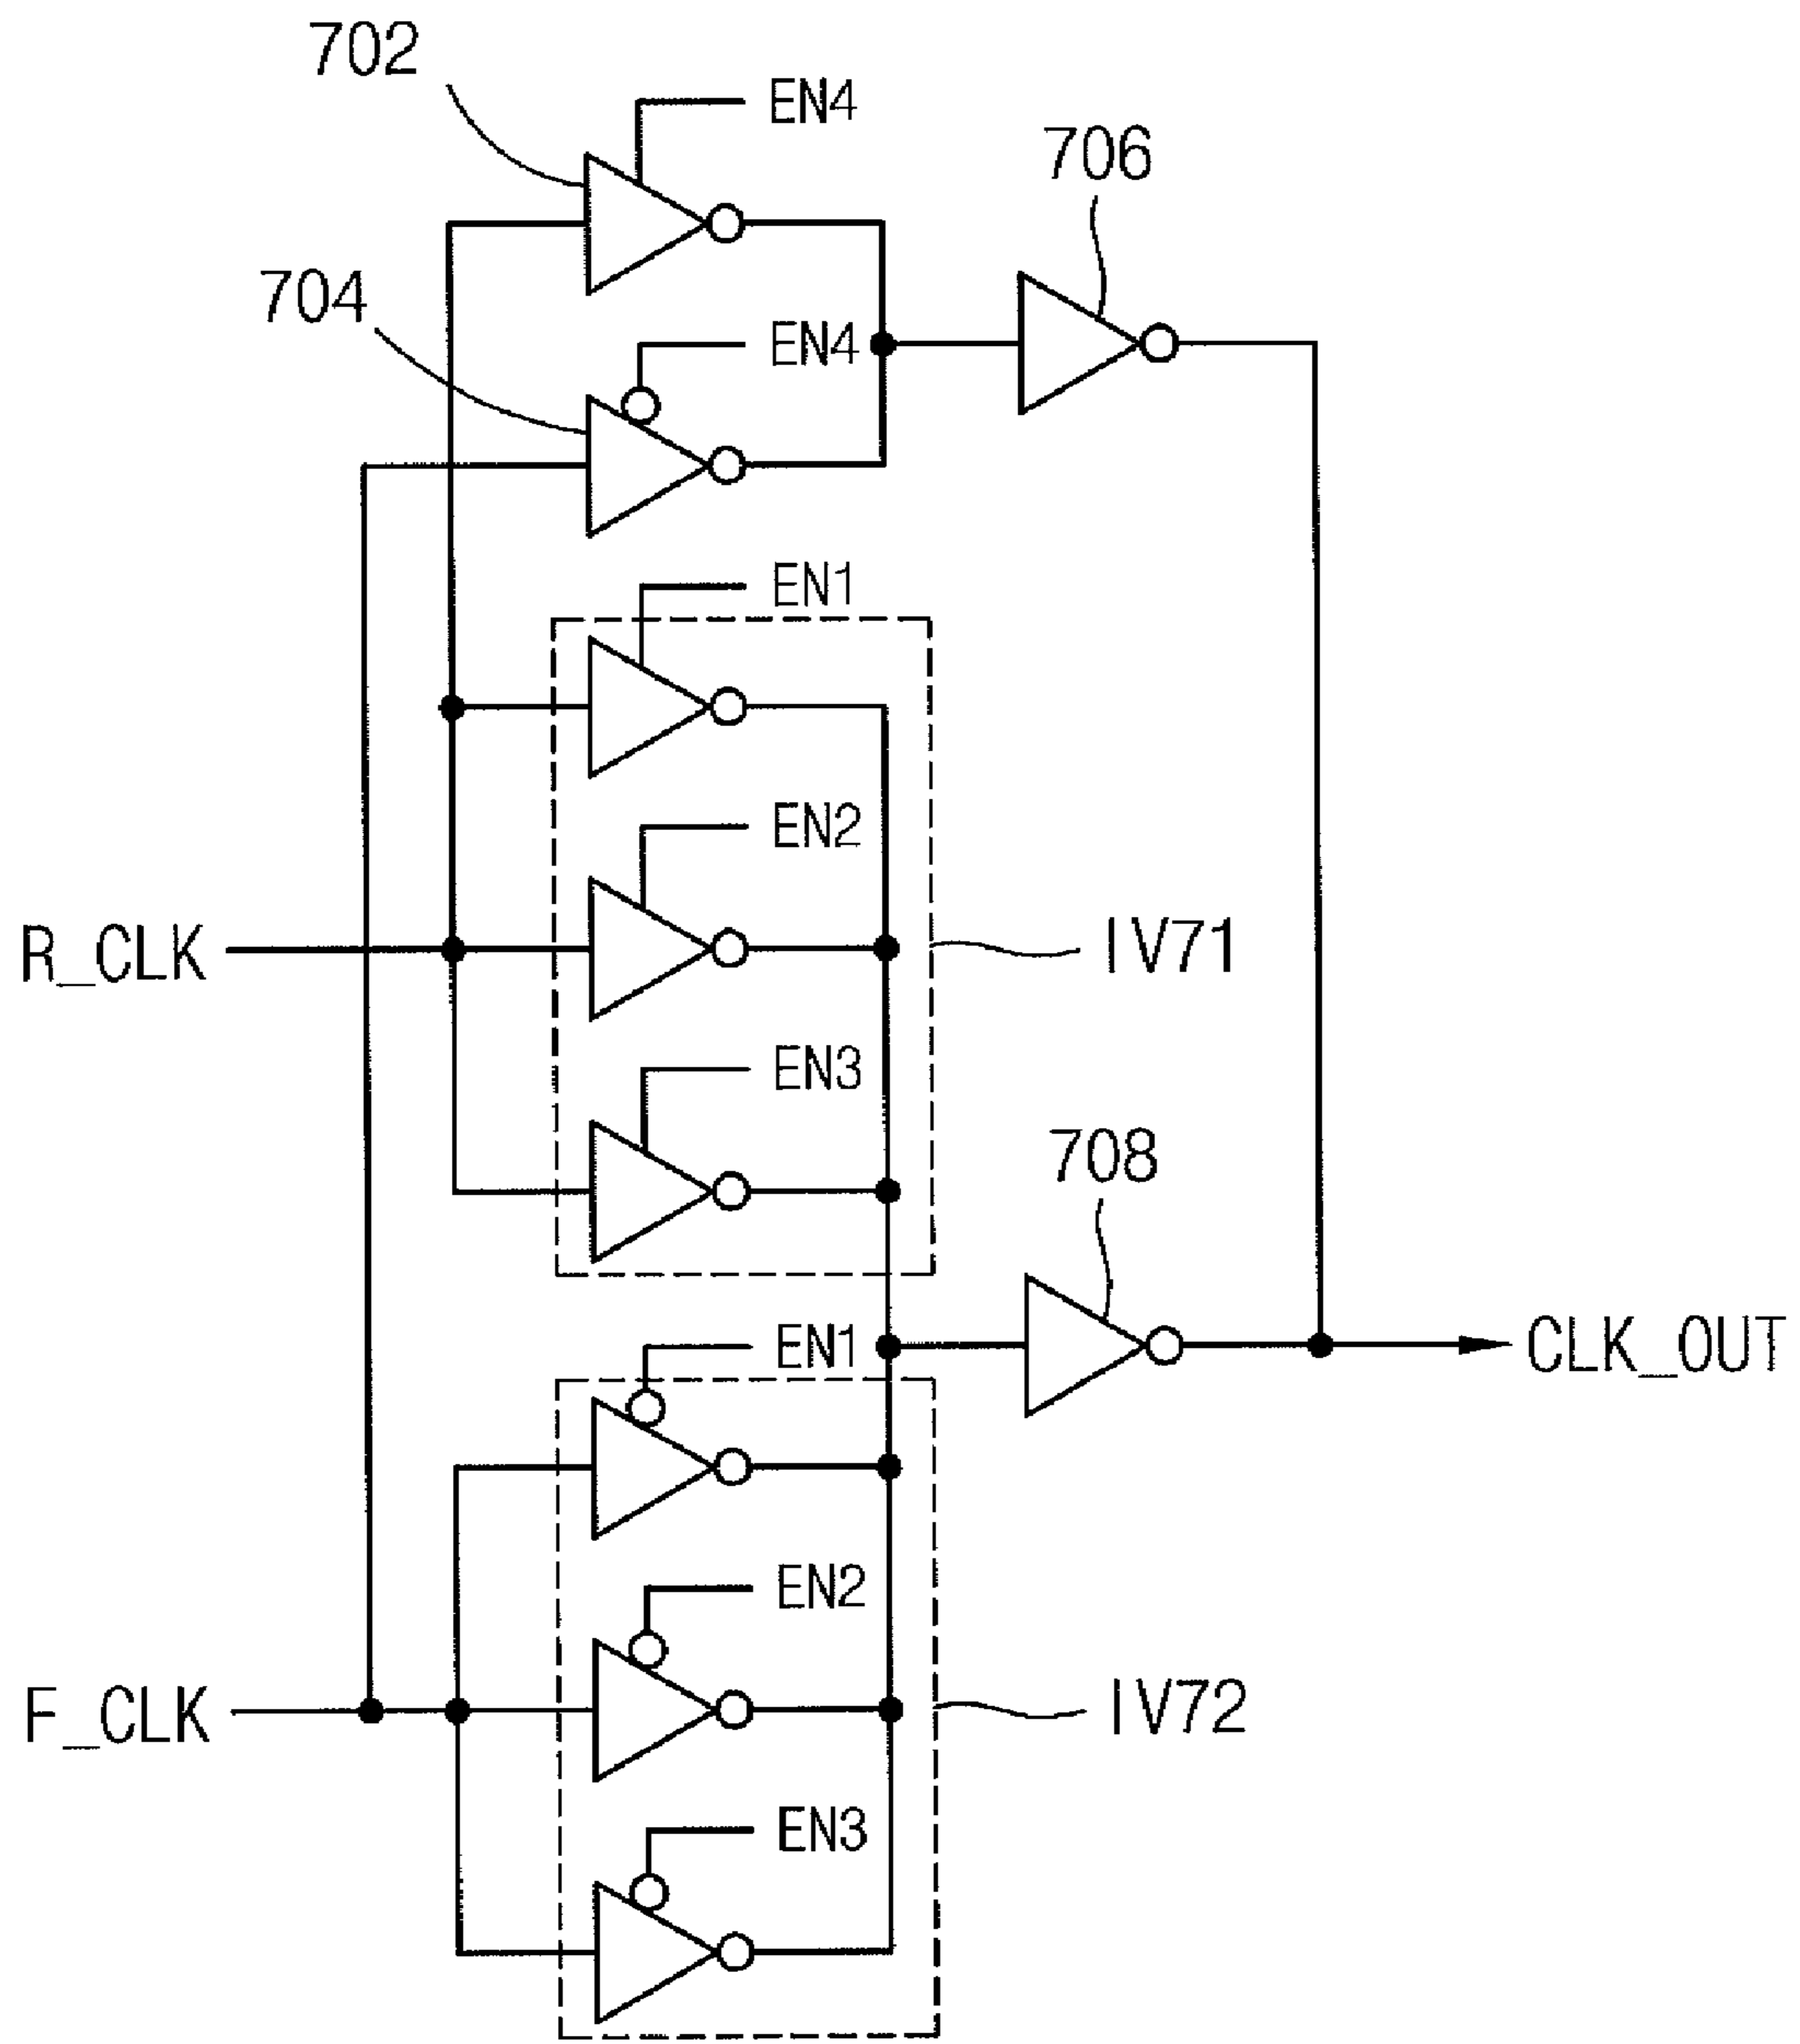 702
EN4
706
704
EN4
EN1
EN2
R_CLK
IV71
EN3
708
EN1
CLK_OUT
EN2
F_CLK
IV72
EN3